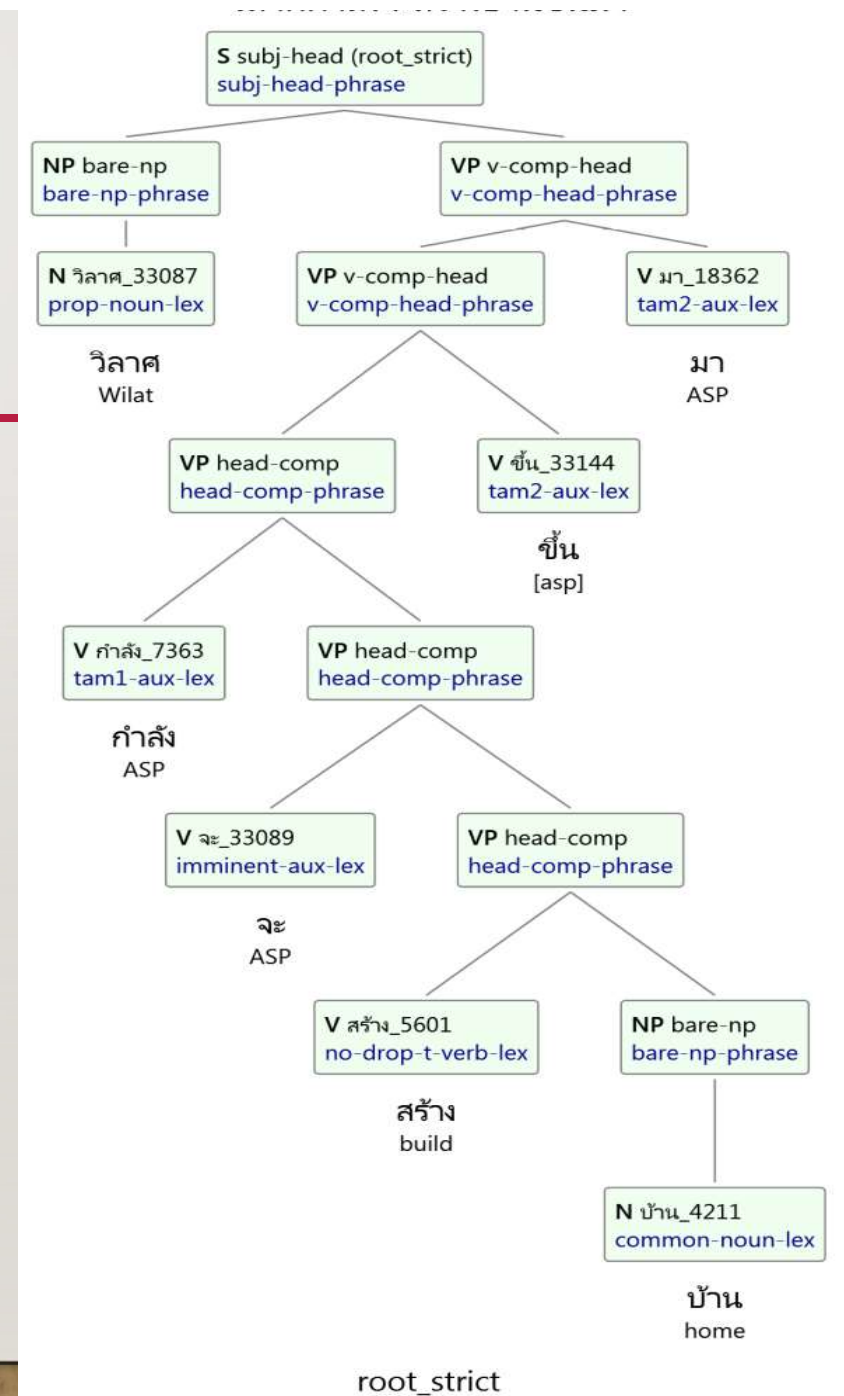 S subj-head (root_strict)
subj-head-phrase
NP bare-np
bare-np-phrase
VP v-comp-head
v-comp-head-phrase
N วิลาศ_33087
prop-noun-lex
VP v-comp-head
v-comp-head-phrase
V มา_18362
tam2-aux-lex
วิลาศ
Wilat
มา
ASP
VP head-comp
head-comp-phrase
V ขึ้น_33144
tam2-aux-lex
ขึ้น
[asp]
V กำลัง_7363
tam1-aux-lex
VP head-comp
head-comp-phrase
กำลัง
ASP
V จะ_33089
imminent-aux-lex
VP head-comp
head-comp-phrase
จะ
ASP
V สร้าง_5601
no-drop-t-verb-lex
NP bare-np
bare-np-phrase
สร้าง
build
N บ้าน_4211
common-noun-lex
บ้าน
home
root_strict